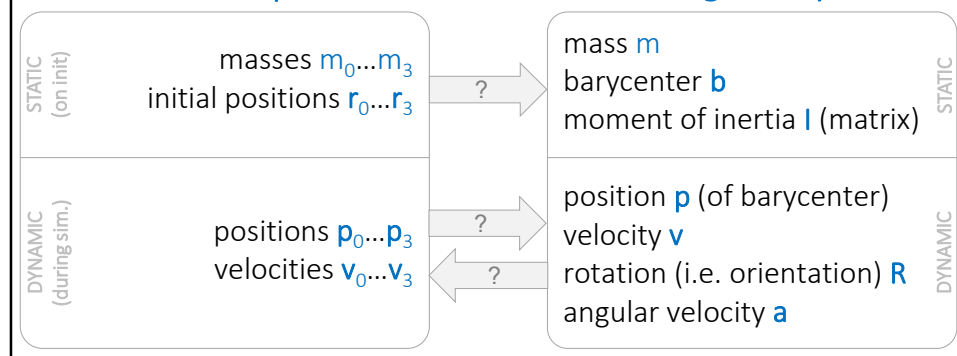 STATIC
(on init)
masses m0...m3
initial positions r0...r3
?
mass m
barycenter b
moment of inertia I (matrix)
STATIC
DYNAMIC
(during sim.)
positions p0...p3
velocities v0...v3
?
?
position p (of barycenter)
velocity v
rotation (i.e. orientation) R
angular velocity a
DYNAMIC